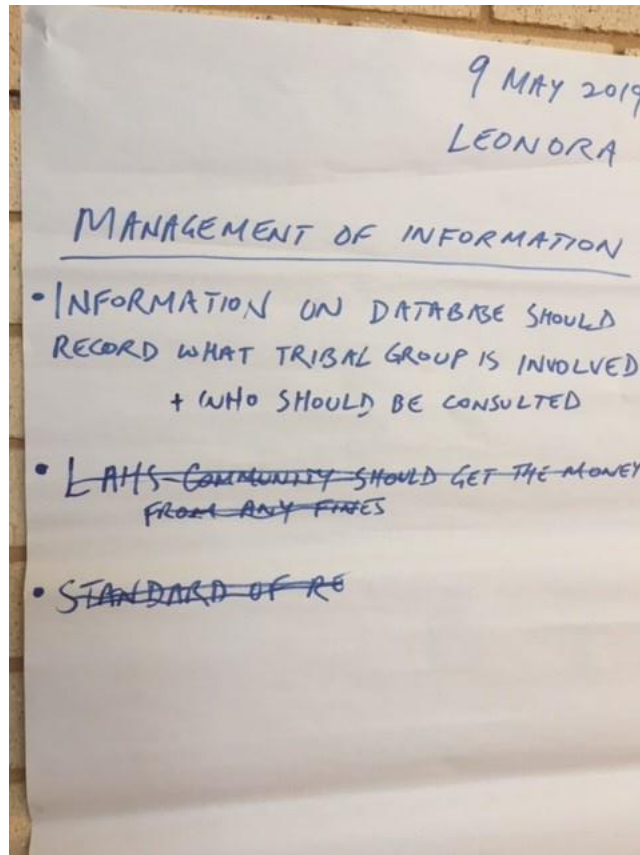 9 MAY 2019
LEONORA
MANAGEMENT OF INFORMATION
• INFORMATION ON DATABASE SHOULD
RECORD WHAT TRIBAL GROUP IS INVOLVED
+ WHO SHOULD BE CONSULTED
• LAHS COMMUNITY SHOULD GET THE MONEY
FROM ANY FINES
• STANDARD OF RE